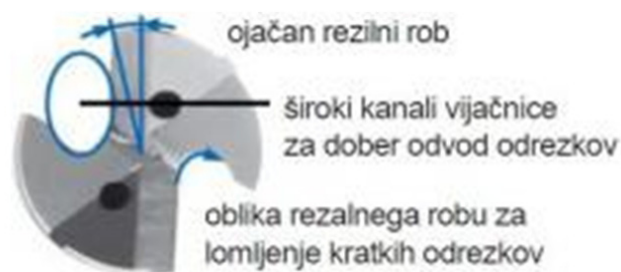 ojačan rezilni rob
široki kanali vijačnice
za dober odvod odrezkov
oblika rezalnega robu za
lomljenje kratkih odrezkov